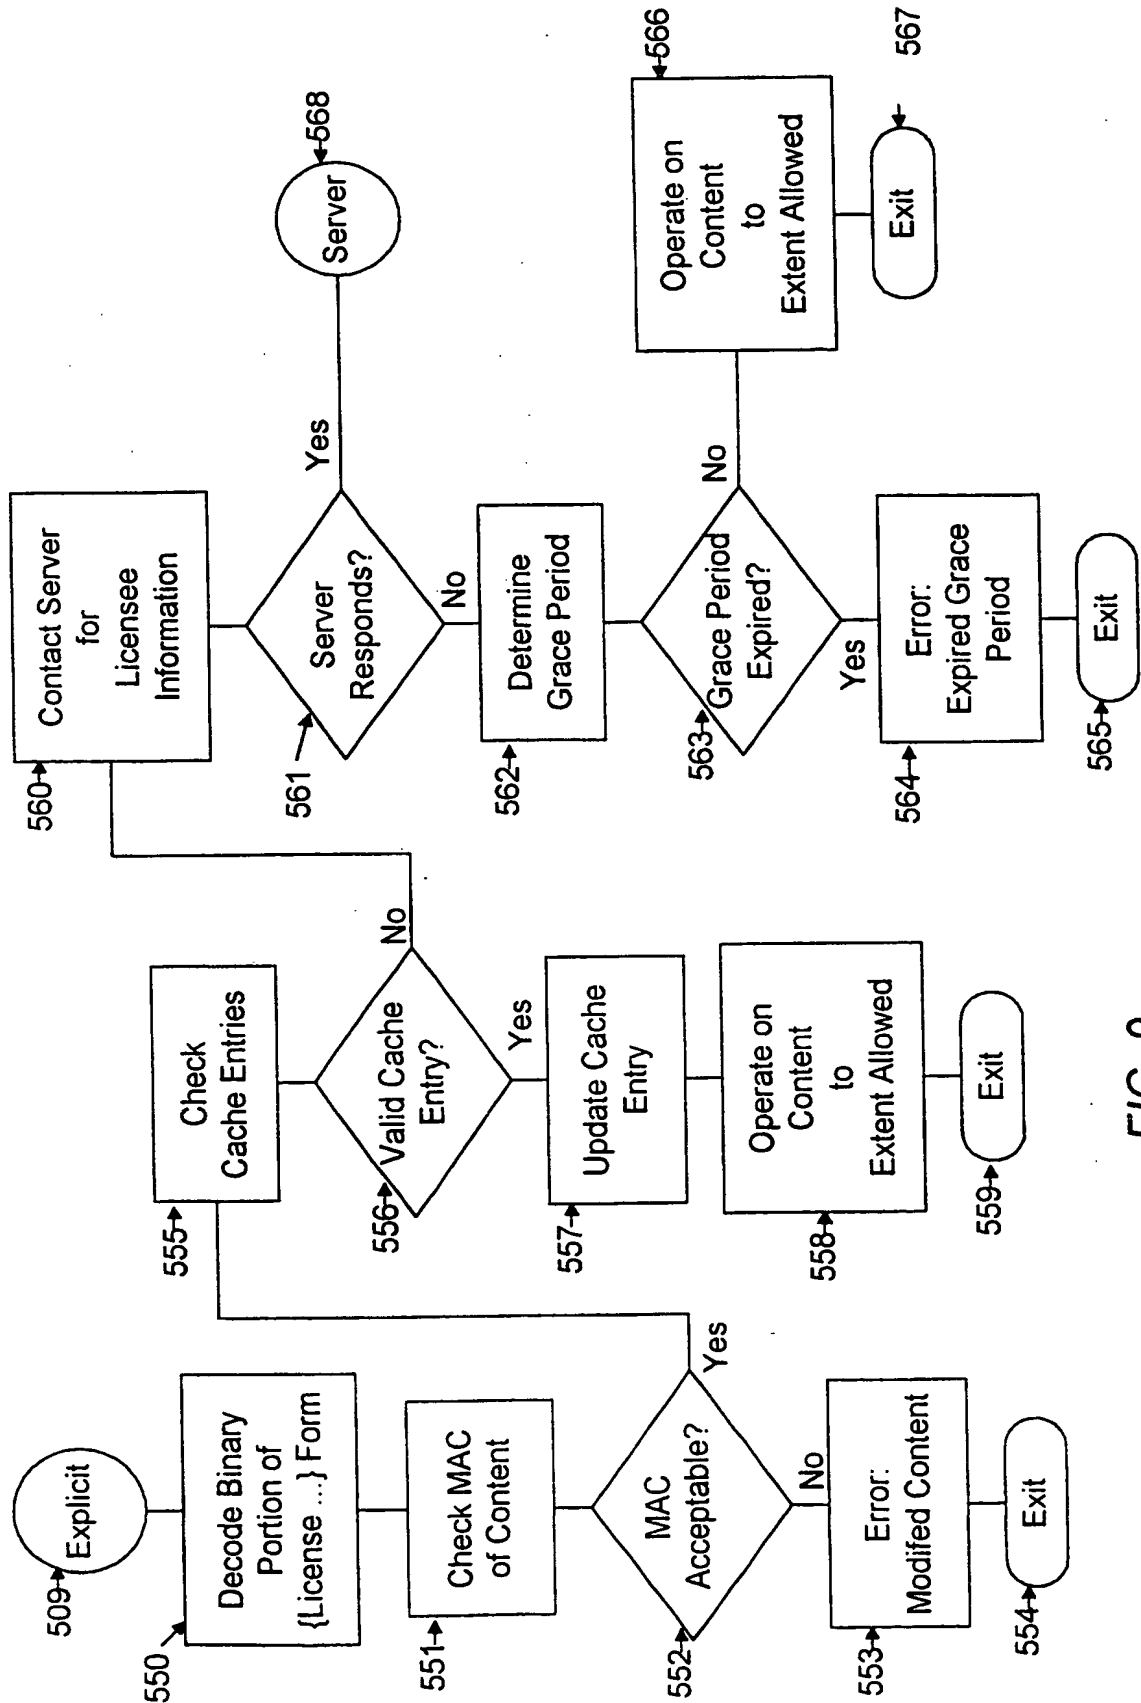 509
Explicit
550
Decode Binary
Portion of
{License ...} Form
551
Check MAC
of Content
552
MAC
Acceptable?
Yes
No
553
Error:
Modifed Content
554
Exit
555
Check
Cache Entries
556
Valid Cache
Entry?
No
Yes
557
Update Cache
Entry
558
Operate on
Content
to
Extent Allowed
559
Exit
560
Contact Server
for
Licensee
Information
561
Server
Responds?
Yes
568
Server
No
562
Determine
Grace Period
563
Grace Period
Expired?
No
Yes
564
Error:
Expired Grace
Period
565
Exit
566
Operate on
Content
to
Extent Allowed
567
Exit
FIG.